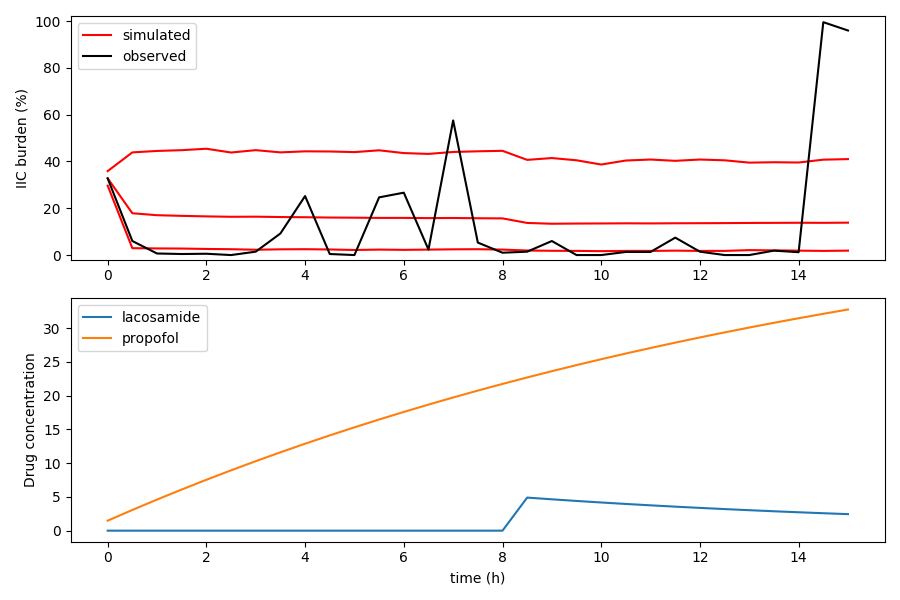 100
80
60
40
20
0
IIC burden (%)
simulated
observed
0 2 4 6 8 10 12 14
30
25
20
15
10
5
0
Drug concentration
lacosamide
propofol
0 2 4 6 8 10 12 14
time (h)